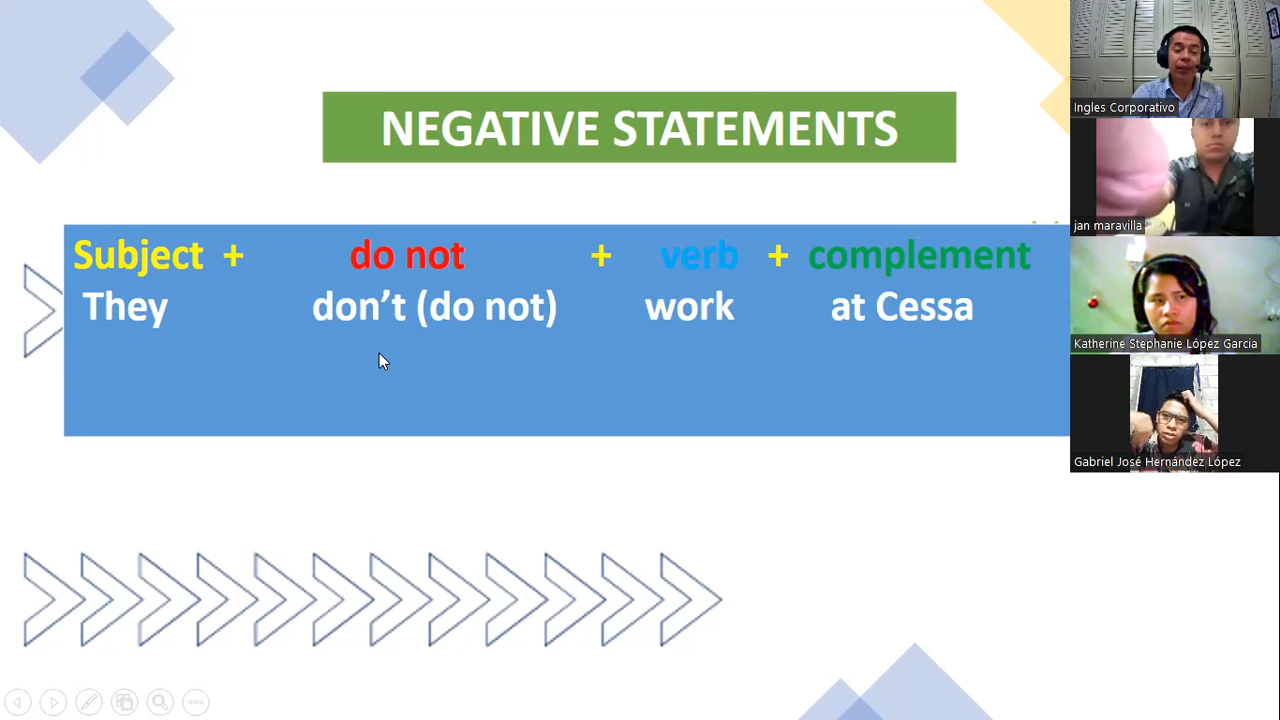 NEGATIVE STATEMENTS
Subject + do not + verb + complement
They don't (do not) work at Cessa
Ingles Corporativo
jan maravilla
Katherine Stephanie López Garcia
Gabriel José Hernández López